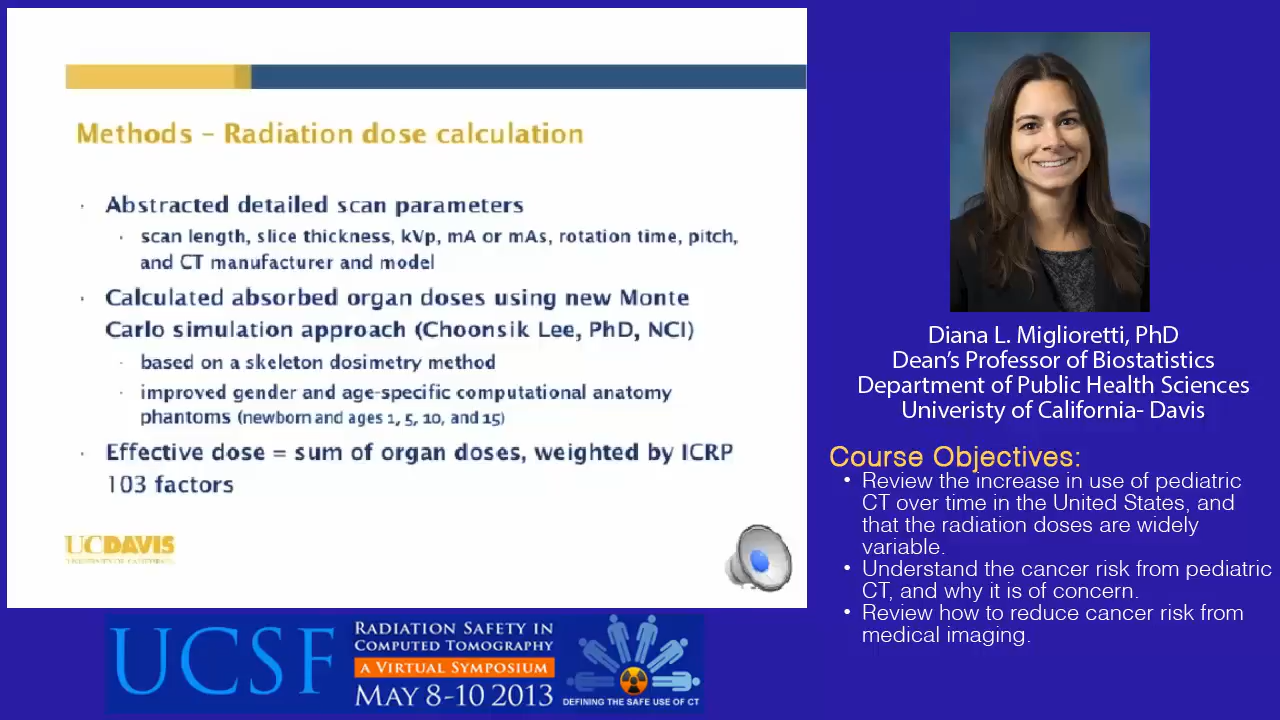 Methods – Radiation dose calculation
· Abstracted detailed scan parameters
· scan length, slice thickness, kVp, mA or mAs, rotation time, pitch,
and CT manufacturer and model
· Calculated absorbed organ doses using new Monte
Carlo simulation approach (Choonsik Lee, PhD, NCI)
· based on a skeleton dosimetry method
· improved gender and age-specific computational anatomy
phantoms (newborn and ages 1, 5, 10, and 15)
· Effective dose = sum of organ doses, weighted by ICRP
103 factors
UCDAVIS
Diana L. Miglioretti, PhD
Dean's Professor of Biostatistics
Department of Public Health Sciences
Univeristy of California- Davis
Course Objectives:
• Review the increase in use of pediatric
CT over time in the United States, and
that the radiation doses are widely
variable.
• Understand the cancer risk from pediatric
CT, and why it is of concern.
• Review how to reduce cancer risk from
medical imaging.
UCSF
RADIATION SAFETY IN
COMPUTED TOMOGRAPHY
A VIRTUAL SYMPOSIUM
MAY 8-10 2013
DEFINING THE SAFE USE OF CT